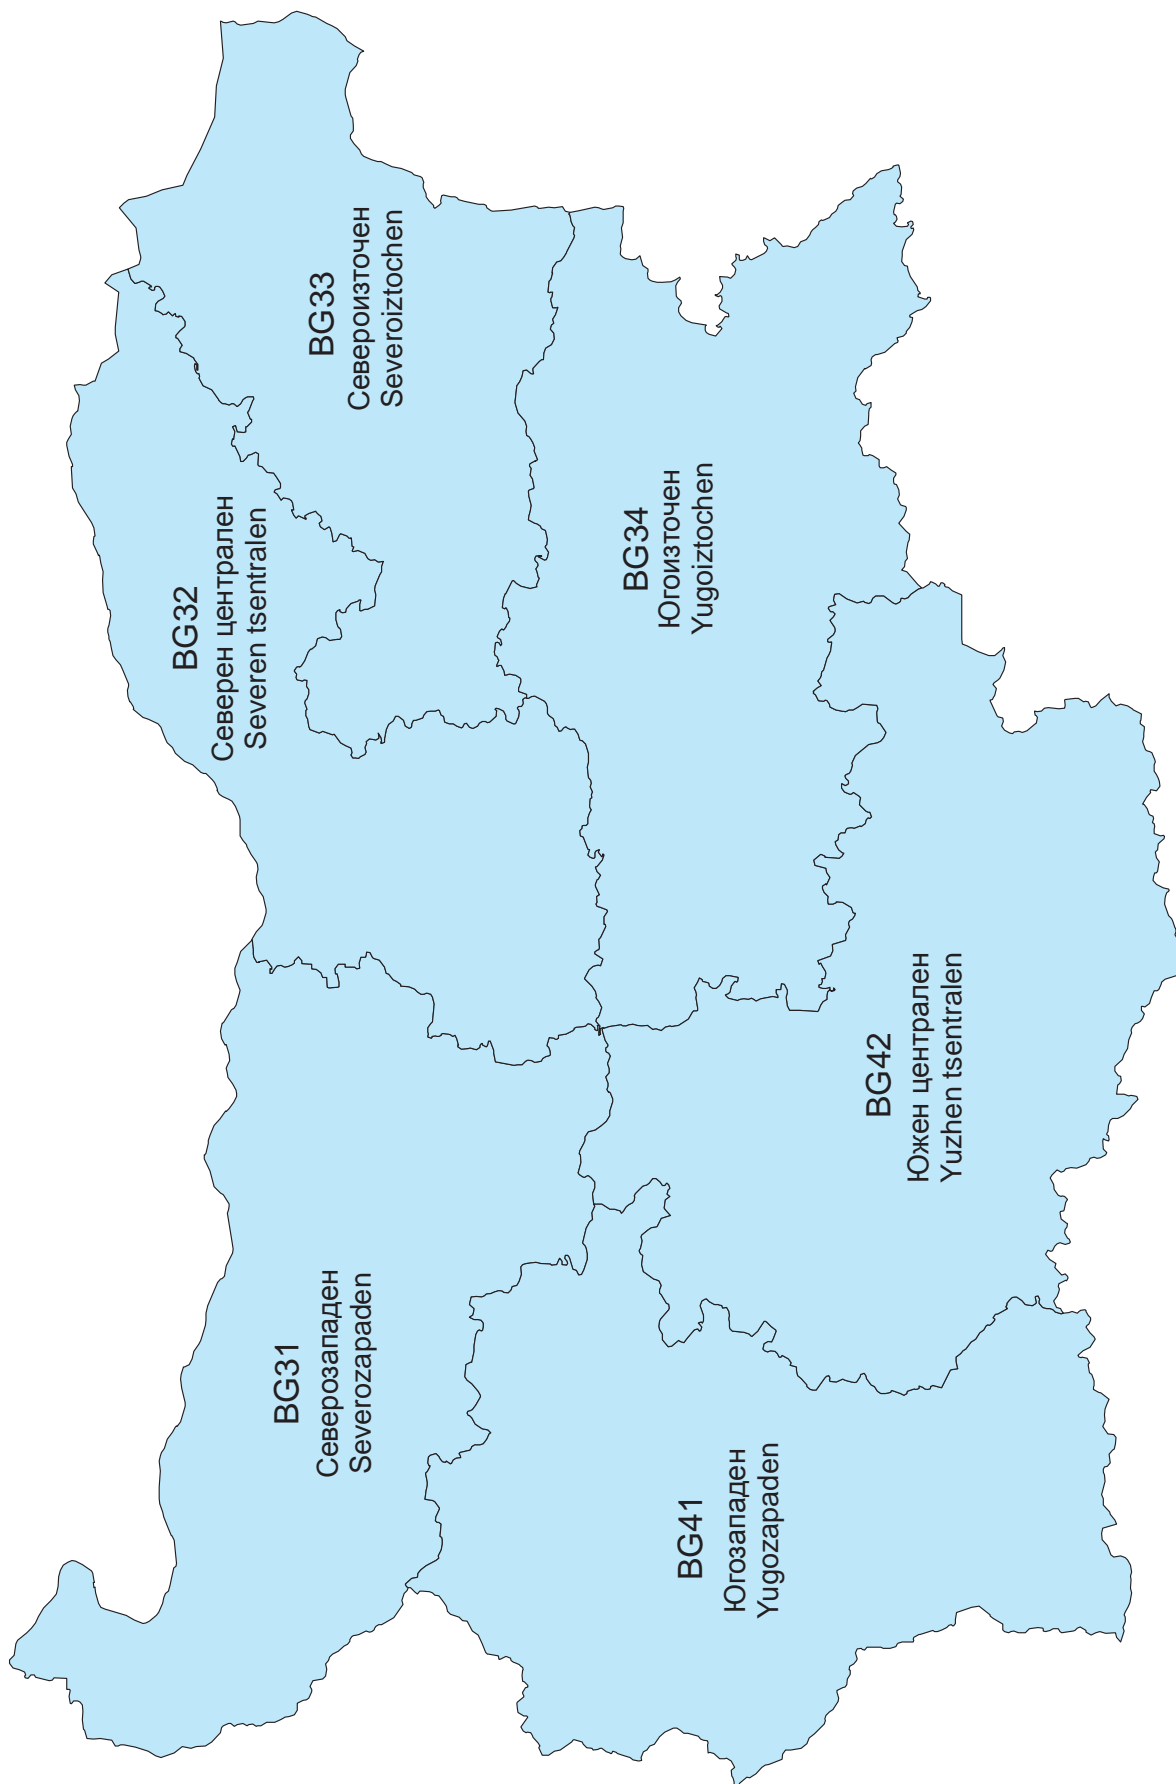 BG31
Северозападен
Severozapaden
BG32
Северен централен
Severen tsentralen
BG33
Североизточен
Severoiztochen
BG34
Югоизточен
Yugoiztochen
BG41
Югозападен
Yugozapaden
BG42
Южен централен
Yuzhen tsentralen